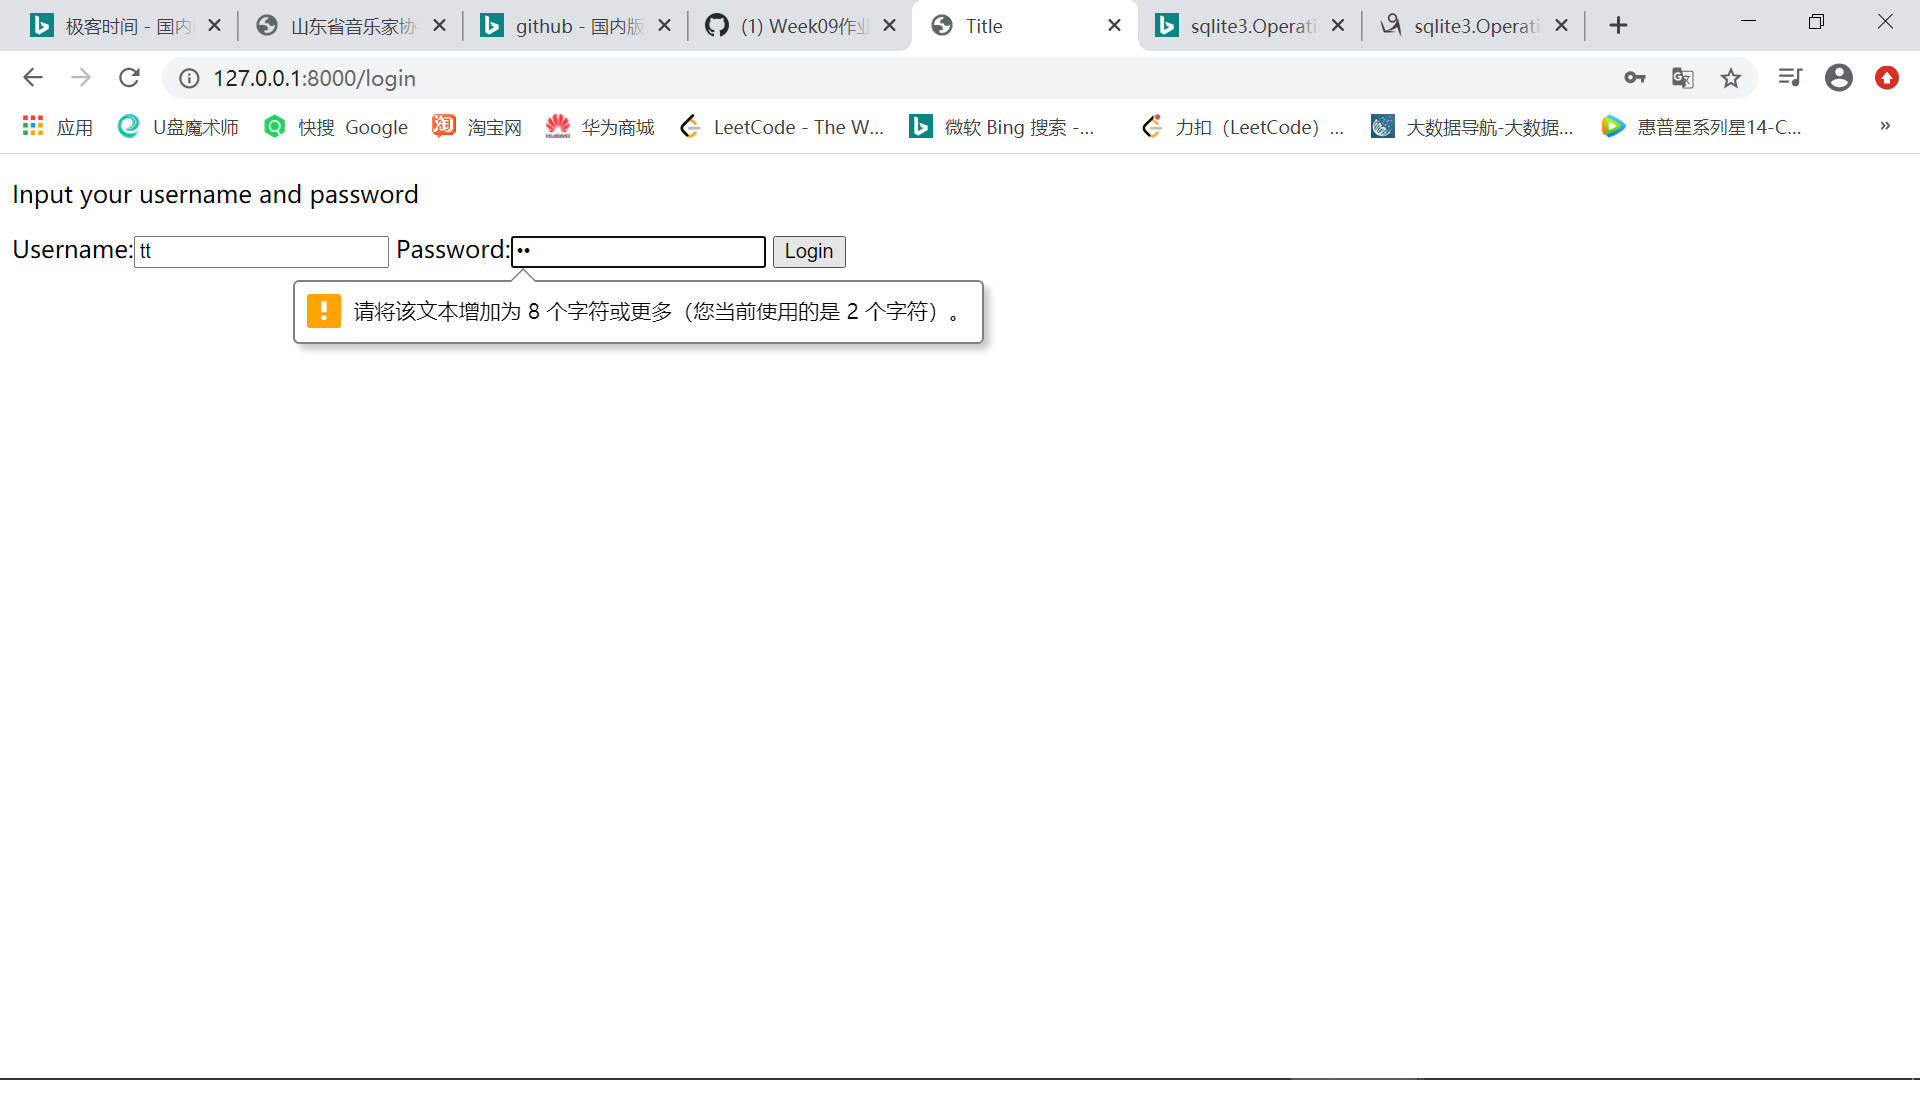 极客时间 - 国内
山东省音乐家协
github - 国内版
(1) Week09作业
Title
sqlite3.Operati
sqlite3.Operati
127.0.0.1:8000/login
应用
U盘魔术师
快搜
Google
淘宝网
华为商城
LeetCode - The W...
微软 Bing 搜索 -...
力扣（LeetCode）...
大数据导航-大数据...
惠普星系列星14-C...
»
Input your username and password
Username: tt Password: •• Login
请将该文本增加为 8 个字符或更多（您当前使用的是 2 个字符）。